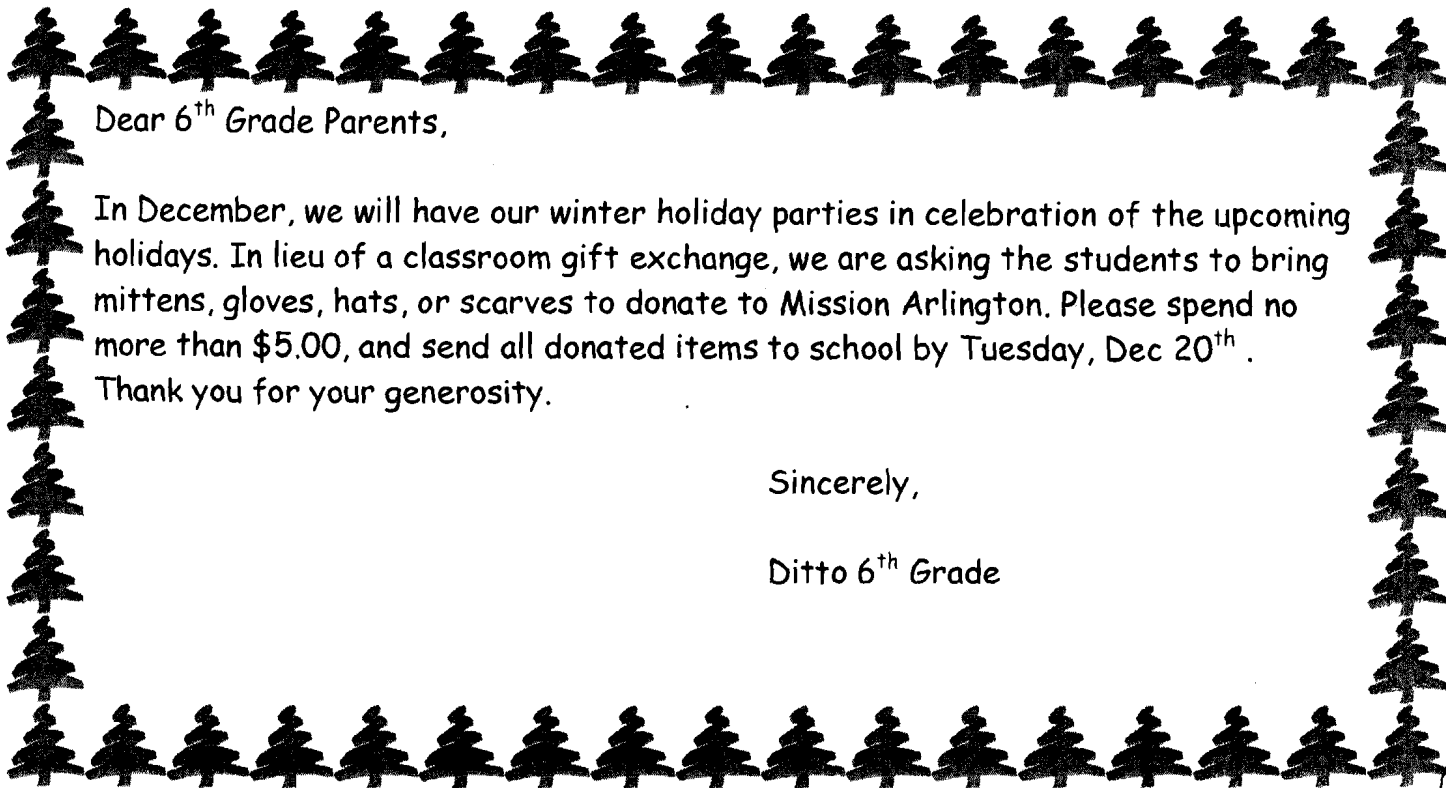 Dear 6th Grade Parents,
In December, we will have our winter holiday parties in celebration of the upcoming
holidays. In lieu of a classroom gift exchange, we are asking the students to bring
mittens, gloves, hats, or scarves to donate to Mission Arlington. Please spend no
more than $5.00, and send all donated items to school by Tuesday, Dec 20th .
Thank you for your generosity.
Sincerely,
Ditto 6th Grade